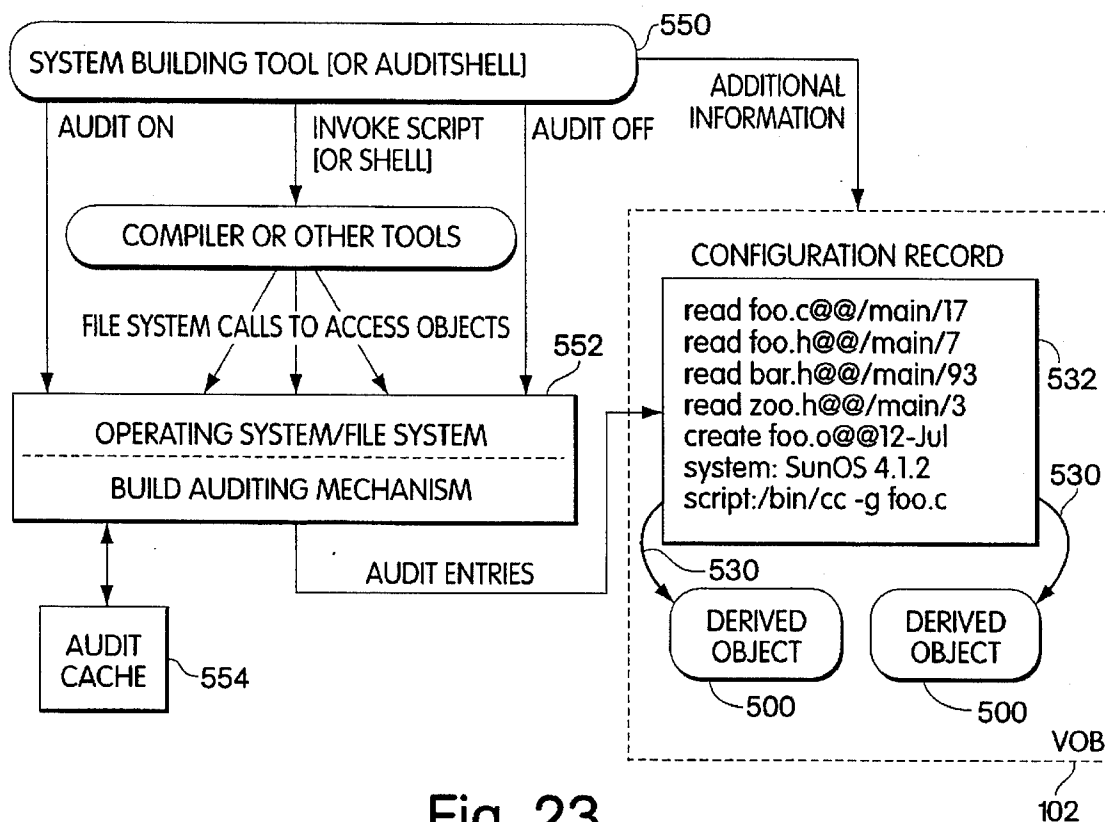 550
SYSTEM BUILDING TOOL [OR AUDITSHELL]
ADDITIONAL
INFORMATION
AUDIT ON
INVOKE SCRIPT
[OR SHELL]
AUDIT OFF
COMPILER OR OTHER TOOLS
FILE SYSTEM CALLS TO ACCESS OBJECTS
552
OPERATING SYSTEM/FILE SYSTEM
BUILD AUDITING MECHANISM
AUDIT ENTRIES
AUDIT
CACHE
554
CONFIGURATION RECORD
read foo.c@@/main/17
read foo.h@@/main/7
read bar.h@@/main/93
read zoo.h@@/main/3
create foo.o@@12-Jul
system: SunOS 4.1.2
script:/bin/cc -g foo.c
532
530
530
DERIVED
OBJECT
DERIVED
OBJECT
500
500
VOB
102
Fig. 23